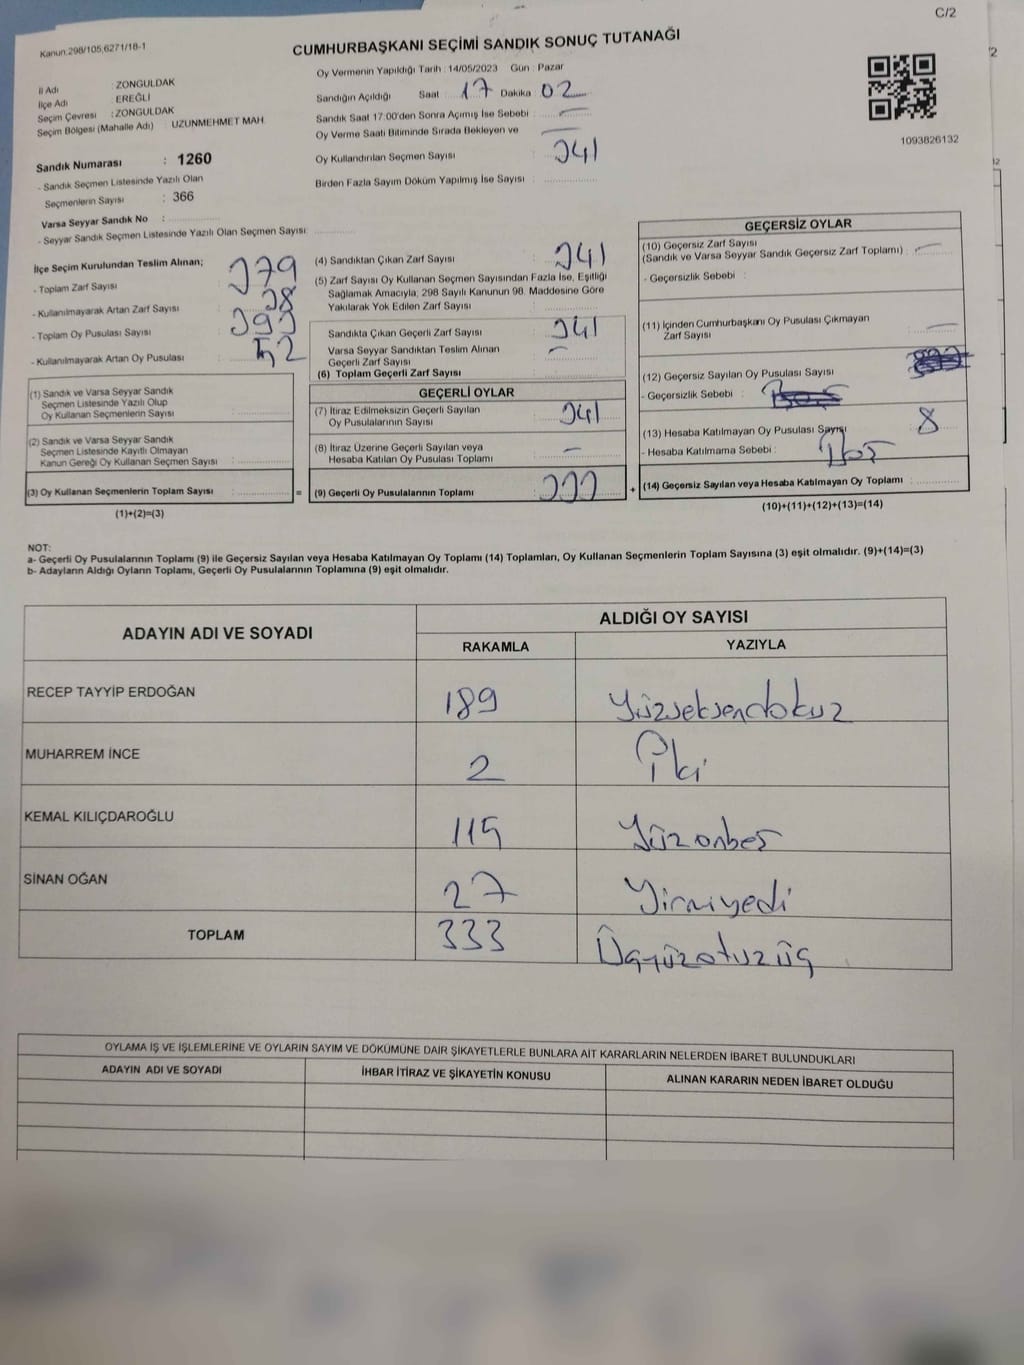 C/2
Kanun.298/105,6271/18-1
CUMHURBAŞKANI SEÇİMİ SANDIK SONUÇ TUTANAĞI
İl Adı : ZONGULDAK
İlçe Adı : EREĞLİ
Seçim Çevresi : ZONGULDAK
Seçim Bölgesi (Mahalle Adı) : UZUNMEHMET MAH.
Sandık Numarası : 1260
- Sandık Seçmen Listesinde Yazılı Olan
Seçmenlerin Sayısı : 366
Varsa Seyyar Sandık No :
- Seyyar Sandık Seçmen Listesinde Yazılı Olan Seçmen Sayısı:
Oy Vermenin Yapıldığı Tarih : 14/05/2023 Gün : Pazar
Sandığın Açıldığı Saat : 17 Dakika : 02
Sandık Saat 17:00'den Sonra Açımış İse Sebebi : —
Oy Verme Saati Bitiminde Sırada Bekleyen ve —
Oy Kullandırılan Seçmen Sayısı : 341
Birden Fazla Sayım Döküm Yapılmış İse Sayısı :
1093826132
İlçe Seçim Kurulundan Teslim Alınan;
- Toplam Zarf Sayısı : 379
- Kullanılmayarak Artan Zarf Sayısı : 38
- Toplam Oy Pusulası Sayısı : 393
- Kullanılmayarak Artan Oy Pusulası : 52
(1) Sandık ve Varsa Seyyar Sandık
Seçmen Listesinde Yazılı Olup
Oy Kullanan Seçmenlerin Sayısı :
(2) Sandık ve Varsa Seyyar Sandık
Seçmen Listesinde Kayıtlı Olmayan
Kanun Gereği Oy Kullanan Seçmen Sayısı :
(3) Oy Kullanan Seçmenlerin Toplam Sayısı : =
(1)+(2)=(3)
(4) Sandıktan Çıkan Zarf Sayısı : 341
(5) Zarf Sayısı Oy Kullanan Seçmen Sayısından Fazla İse, Eşitliği
Sağlamak Amacıyla; 298 Sayılı Kanunun 98. Maddesine Göre
Yakılarak Yok Edilen Zarf Sayısı :
Sandıkta Çıkan Geçerli Zarf Sayısı : 341
Varsa Seyyar Sandıktan Teslim Alınan
Geçerli Zarf Sayısı : —
(6) Toplam Geçerli Zarf Sayısı :
GEÇERLİ OYLAR
(7) İtiraz Edilmeksizin Geçerli Sayılan
Oy Pusulalarının Sayısı : 341
(8) İtiraz Üzerine Geçerli Sayılan veya
Hesaba Katılan Oy Pusulası Toplamı : —
(9) Geçerli Oy Pusulalarının Toplamı : 333 +
GEÇERSİZ OYLAR
(10) Geçersiz Zarf Sayısı
(Sandık ve Varsa Seyyar Sandık Geçersiz Zarf Toplamı) : —
- Geçersizlik Sebebi :
(11) İçinden Cumhurbaşkanı Oy Pusulası Çıkmayan
Zarf Sayısı : —
(12) Geçersiz Sayılan Oy Pusulası Sayısı :
- Geçersizlik Sebebi :
(13) Hesaba Katılmayan Oy Pusulası Sayısı : 8
- Hesaba Katılmama Sebebi : Boş
(14) Geçersiz Sayılan veya Hesaba Katılmayan Oy Toplamı :
(10)+(11)+(12)+(13)=(14)
NOT:
a- Geçerli Oy Pusulalarının Toplamı (9) ile Geçersiz Sayılan veya Hesaba Katılmayan Oy Toplamı (14) Toplamları, Oy Kullanan Seçmenlerin Toplam Sayısına (3) eşit olmalıdır. (9)+(14)=(3)
b- Adayların Aldığı Oyların Toplamı, Geçerli Oy Pusulalarının Toplamına (9) eşit olmalıdır.
ADAYIN ADI VE SOYADI
ALDIĞI OY SAYISI
RAKAMLA YAZIYLA
RECEP TAYYİP ERDOĞAN 189 Yüzseksendokuz
MUHARREM İNCE 2 İki
KEMAL KILIÇDAROĞLU 115 Yüzonbeş
SİNAN OĞAN 27 Yirmiyedi
TOPLAM 333 Üçyüzotuzüç
OYLAMA İŞ VE İŞLEMLERİNE VE OYLARIN SAYIM VE DÖKÜMÜNE DAİR ŞİKAYETLERLE BUNLARA AİT KARARLARIN NELERDEN İBARET BULUNDUKLARI
ADAYIN ADI VE SOYADI İHBAR İTİRAZ VE ŞİKAYETİN KONUSU ALINAN KARARIN NEDEN İBARET OLDUĞU